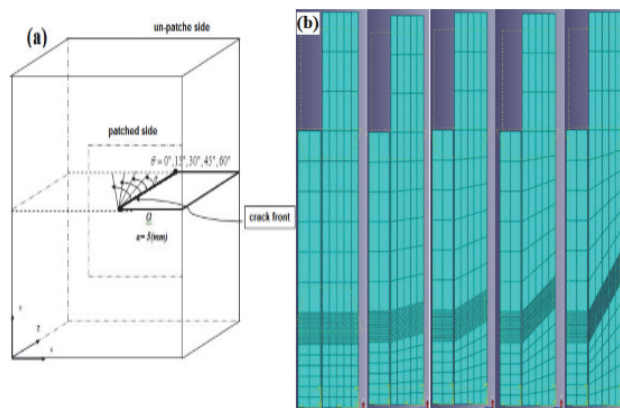 (a)
un-patche side
patched side
θ = 0°,15°,30°,45°,60°
crack front
a= 5(mm)
Y
Z
(b)